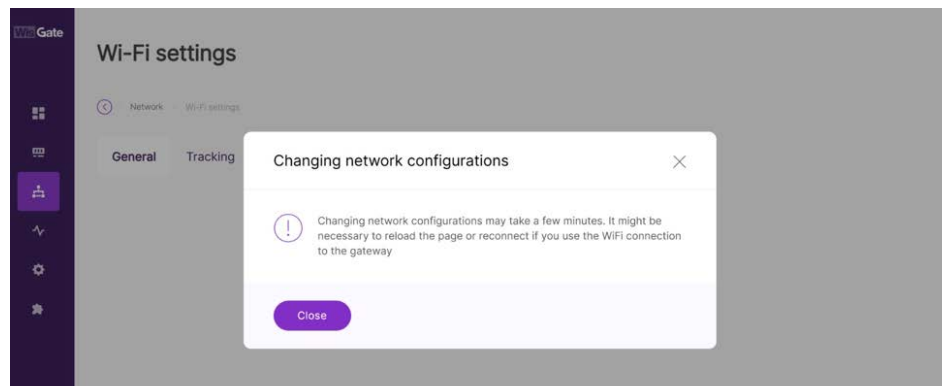 WisGate
Wi-Fi settings
Network Wi-Fi settings
General Tracking
Changing network configurations
Changing network configurations may take a few minutes. It might be
necessary to reload the page or reconnect if you use the WiFi connection
to the gateway
Close